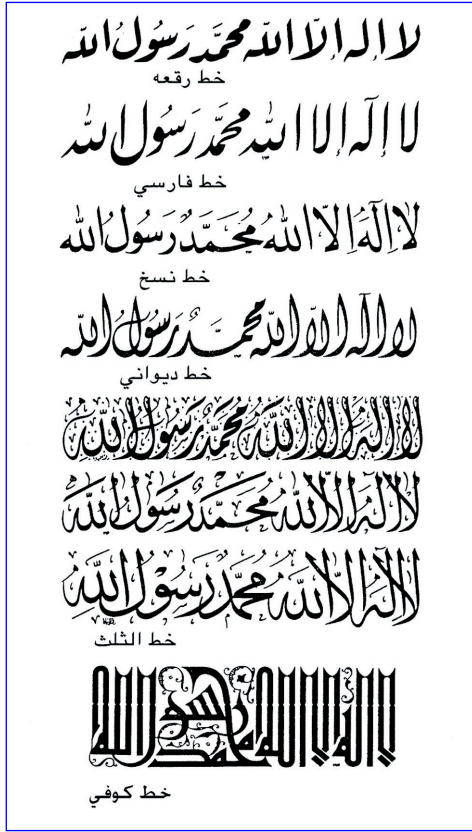 لا اله إلا الله محمد رسول الله
خط رقعه
لا إله إلا الله محمد رسول الله
خط فارسي
لا إله إلا الله محمد رسول الله
خط نسخ
لا اله الا الله محمد رسول الله
خط ديواني
لا إله إلا الله محمد رسول الله
لا إله إلا الله محمد رسول الله
لا إله إلا الله محمد رسول الله
خط الثلث
لا إله إلا الله محمد رسول الله
خط كوفي